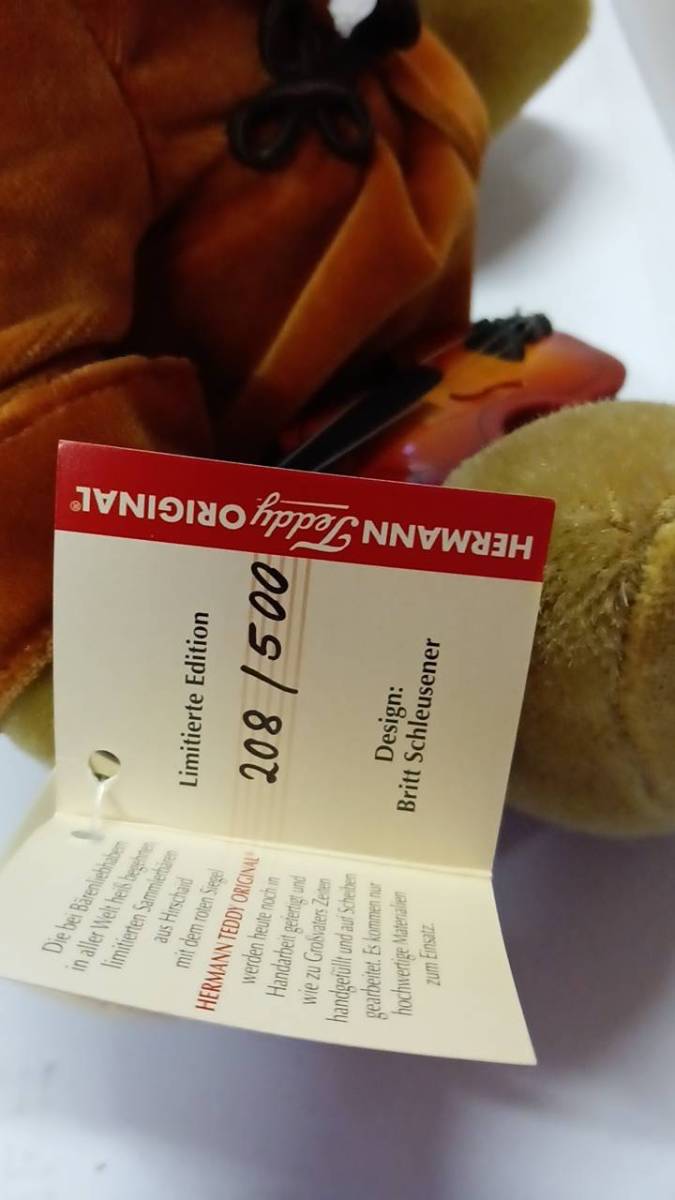 HERMANN Teddy ORIGINAL®
Limitierte Edition
208 / 500
Design:
Britt Schleusener
Die bei Bärenliebhabern
in aller Welt heiß begehrten
limitierten Sammlerbären
aus Hirschaid
mit dem roten Siegel
HERMANN TEDDY ORIGINAL®
werden heute noch in
Handarbeit gefertigt und
wie zu Großvaters Zeiten
handgefüllt und auf Scheiben
gearbeitet. Es kommen nur
hochwertige Materialien
zum Einsatz.